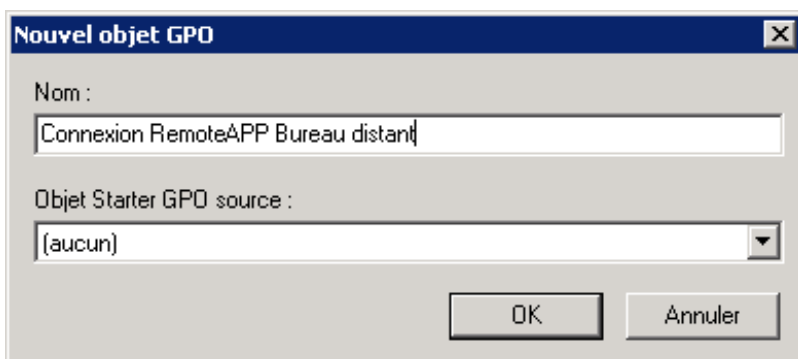 Nouvel objet GPO
Nom :
Connexion RemoteAPP Bureau distant
Objet Starter GPO source :
(aucun)
OK
Annuler